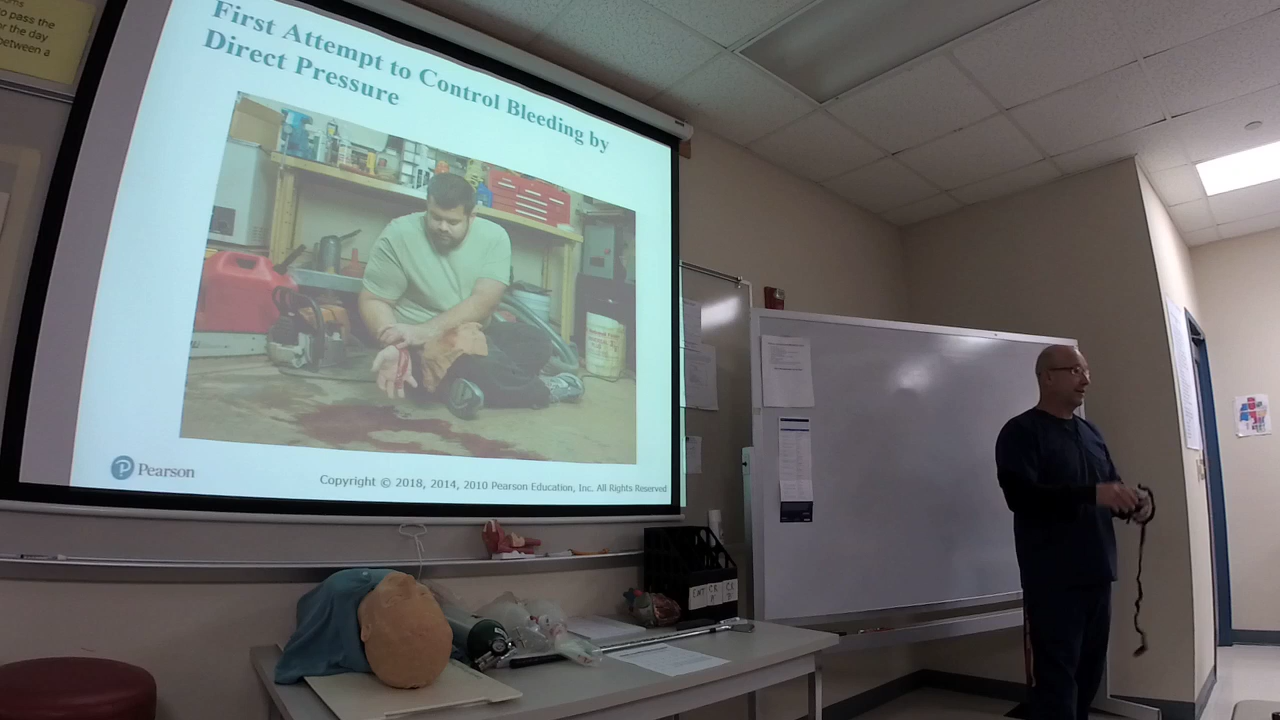 to pass the
or the day
between a
First Attempt to Control Bleeding by
Direct Pressure
Pearson
Copyright © 2018, 2014, 2010 Pearson Education, Inc. All Rights Reserved
EMT